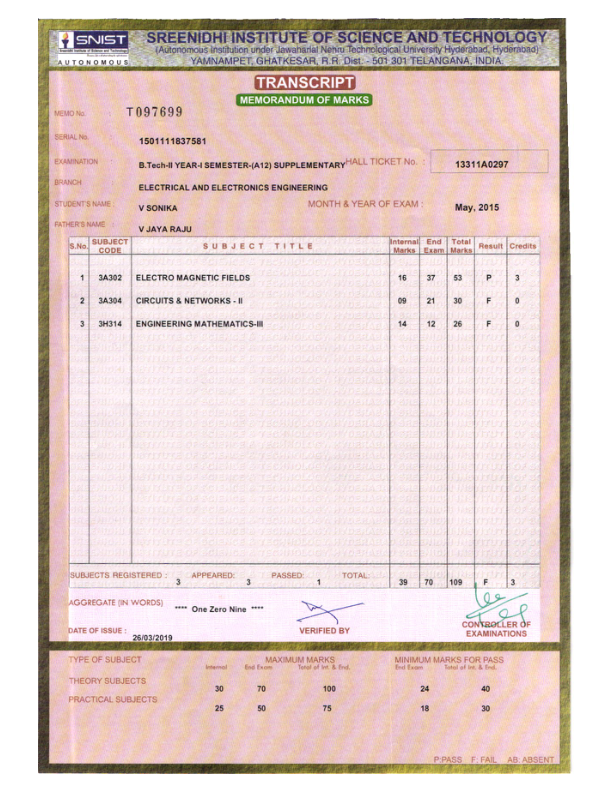 SNIST
AUTONOMOUS
SREENIDHI INSTITUTE OF SCIENCE AND TECHNOLOGY
(Autonomous Institution under Jawaharlal Nehru Technological University Hyderabad, Hyderabad)
YAMNAMPET, GHATKESAR, R.R. Dist. - 501 301 TELANGANA, INDIA.
TRANSCRIPT
MEMORANDUM OF MARKS
MEMO No. : T097699
SERIAL No. : 1501111837581
EXAMINATION : B.Tech-II YEAR-I SEMESTER-(A12) SUPPLEMENTARY HALL TICKET No. : 13311A0297
BRANCH : ELECTRICAL AND ELECTRONICS ENGINEERING
STUDENT'S NAME : V SONIKA MONTH & YEAR OF EXAM : May, 2015
FATHER'S NAME : V JAYA RAJU
S.No. SUBJECT CODE SUBJECT TITLE Internal Marks End Exam Total Marks Result Credits
1 3A302 ELECTRO MAGNETIC FIELDS 16 37 53 P 3
2 3A304 CIRCUITS & NETWORKS - II 09 21 30 F 0
3 3H314 ENGINEERING MATHEMATICS-III 14 12 26 F 0
SUBJECTS REGISTERED : 3 APPEARED: 3 PASSED: 1 TOTAL: 39 70 109 F 3
AGGREGATE (IN WORDS) **** One Zero Nine ****
DATE OF ISSUE : 26/03/2019 VERIFIED BY CONTROLLER OF EXAMINATIONS
TYPE OF SUBJECT MAXIMUM MARKS MINIMUM MARKS FOR PASS
Internal End Exam Total of Int. & End. End Exam Total of Int. & End.
THEORY SUBJECTS 30 70 100 24 40
PRACTICAL SUBJECTS 25 50 75 18 30
P:PASS F: FAIL AB: ABSENT